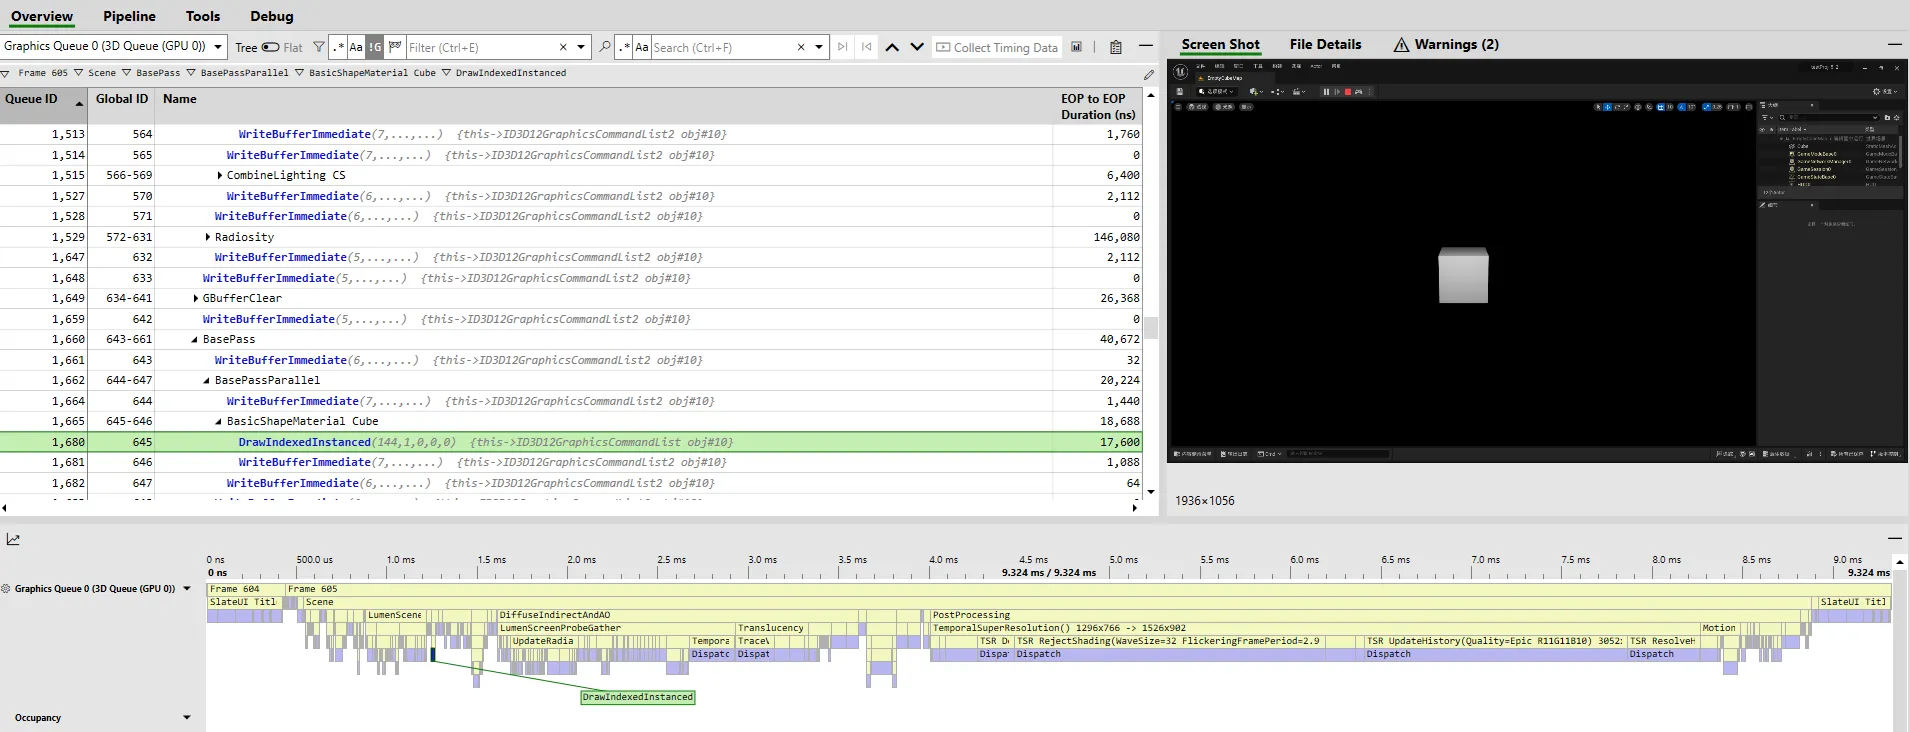 Overview Pipeline Tools Debug
Graphics Queue 0 (3D Queue (GPU 0)) Tree Flat .* Aa !G Filter (Ctrl+E) .* Aa Search (Ctrl+F) Collect Timing Data
Frame 605 Scene BasePass BasePassParallel BasicShapeMaterial Cube DrawIndexedInstanced
Queue ID Global ID Name EOP to EOP Duration (ns)
1,513 564 WriteBufferImmediate(7,...,...) {this->ID3D12GraphicsCommandList2 obj#10} 1,760
1,514 565 WriteBufferImmediate(7,...,...) {this->ID3D12GraphicsCommandList2 obj#10} 0
1,515 566-569 CombineLighting CS 6,400
1,527 570 WriteBufferImmediate(6,...,...) {this->ID3D12GraphicsCommandList2 obj#10} 2,112
1,528 571 WriteBufferImmediate(6,...,...) {this->ID3D12GraphicsCommandList2 obj#10} 0
1,529 572-631 Radiosity 146,080
1,647 632 WriteBufferImmediate(5,...,...) {this->ID3D12GraphicsCommandList2 obj#10} 2,112
1,648 633 WriteBufferImmediate(5,...,...) {this->ID3D12GraphicsCommandList2 obj#10} 0
1,649 634-641 GBufferClear 26,368
1,659 642 WriteBufferImmediate(5,...,...) {this->ID3D12GraphicsCommandList2 obj#10} 0
1,660 643-661 BasePass 40,672
1,661 643 WriteBufferImmediate(6,...,...) {this->ID3D12GraphicsCommandList2 obj#10} 32
1,662 644-647 BasePassParallel 20,224
1,664 644 WriteBufferImmediate(7,...,...) {this->ID3D12GraphicsCommandList2 obj#10} 1,440
1,665 645-646 BasicShapeMaterial Cube 18,688
1,680 645 DrawIndexedInstanced(144,1,0,0,0) {this->ID3D12GraphicsCommandList obj#10} 17,600
1,681 646 WriteBufferImmediate(7,...,...) {this->ID3D12GraphicsCommandList2 obj#10} 1,088
1,682 647 WriteBufferImmediate(6,...,...) {this->ID3D12GraphicsCommandList2 obj#10} 64
Screen Shot File Details Warnings (2)
EmptyCubeMap
Cube
GameModeBase0
GameNetworkManager0
GameSession0
GameStateBase0
Cmd
1936×1056
0 ns 500.0 us 1.0 ms 1.5 ms 2.0 ms 2.5 ms 3.0 ms 3.5 ms 4.0 ms 4.5 ms 5.0 ms 5.5 ms 6.0 ms 6.5 ms 7.0 ms 7.5 ms 8.0 ms 8.5 ms 9.0 ms
0 ns 9.324 ms / 9.324 ms 9.324 ms
Graphics Queue 0 (3D Queue (GPU 0)) Frame 604 Frame 605
SlateUI Titl Scene SlateUI Titl
LumenScene DiffuseIndirectAndAO PostProcessing
LumenScreenProbeGather Translucency TemporalSuperResolution() 1296x766 -> 1526x902 Motion
UpdateRadia Tempora TraceV TSR De TSR RejectShading(WaveSize=32 FlickeringFramePeriod=2.9 TSR UpdateHistory(Quality=Epic R11G11B10) 3052x TSR ResolveH
Dispatc Dispat Dispat Dispatch Dispatch Dispatch
DrawIndexedInstanced
Occupancy